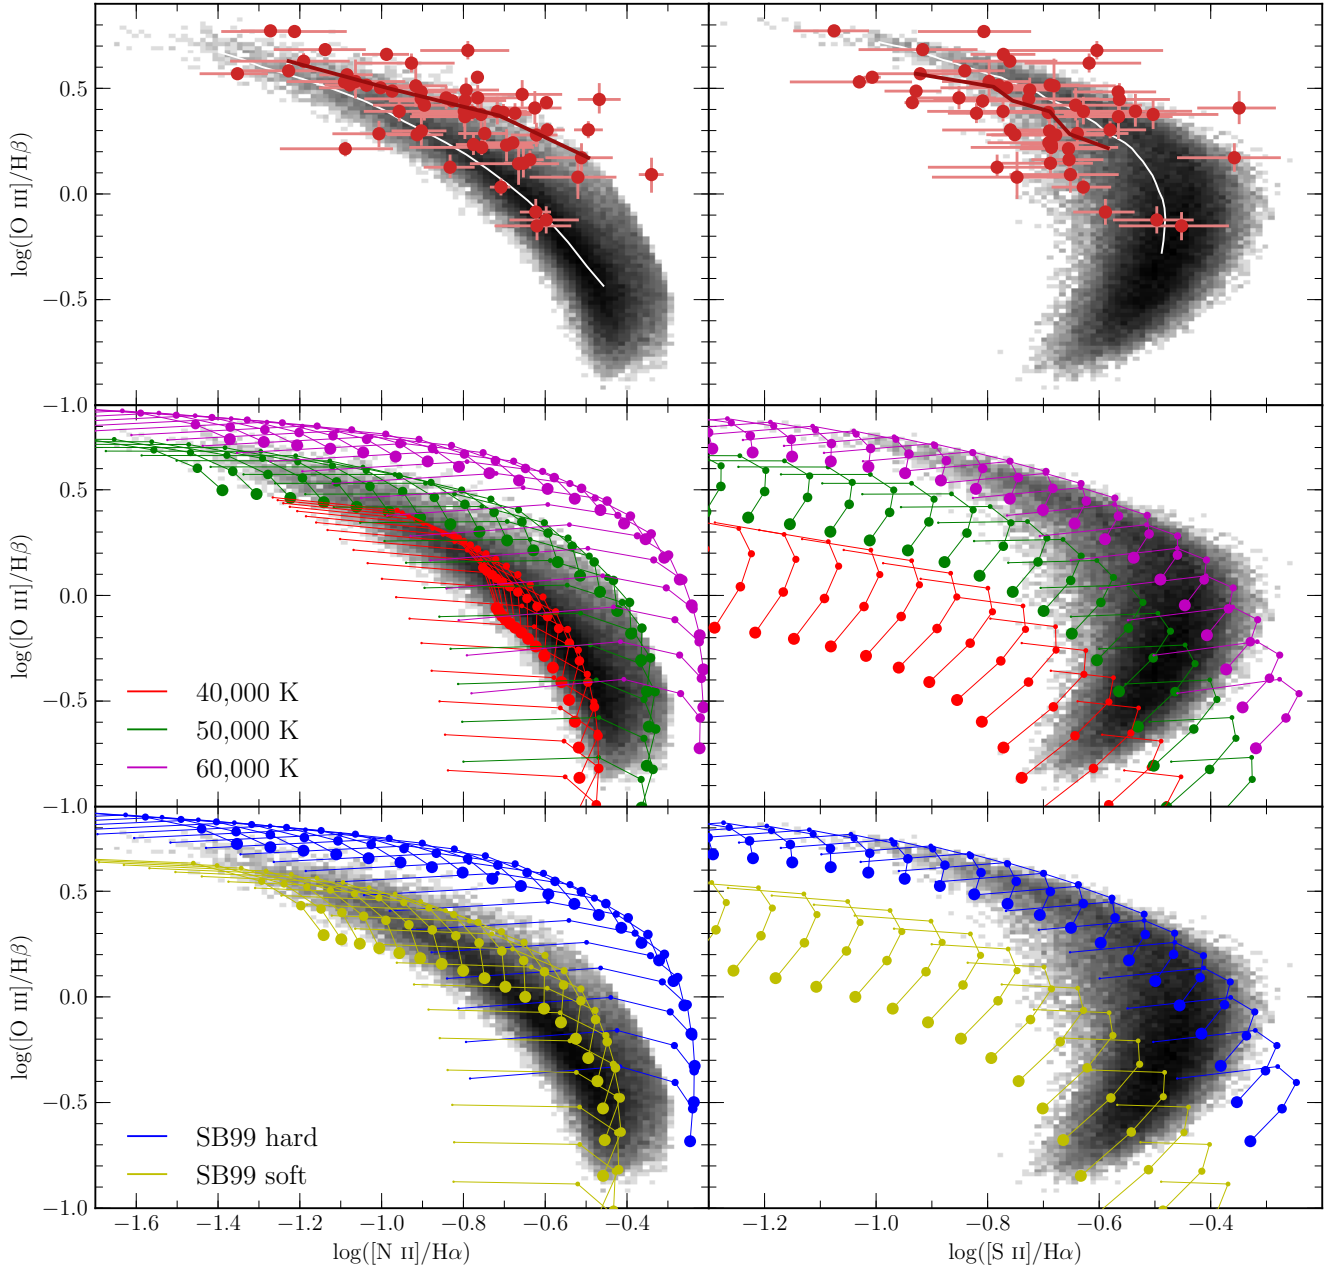 0.5
0.0
−0.5
log([O III]/Hβ)
−1.0
0.5
0.0
−0.5
log([O III]/Hβ)
40,000 K
50,000 K
60,000 K
−1.0
0.5
0.0
−0.5
log([O III]/Hβ)
SB99 hard
SB99 soft
−1.0
−1.6 −1.4 −1.2 −1.0 −0.8 −0.6 −0.4
−1.2 −1.0 −0.8 −0.6 −0.4
log([N II]/Hα)
log([S II]/Hα)